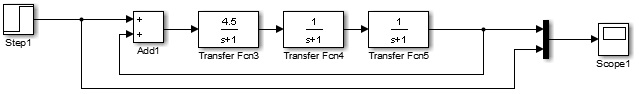 Step1
+
+
Add1
4.5
s+1
Transfer Fcn3
1
s+1
Transfer Fcn4
1
s+1
Transfer Fcn5
Scope1